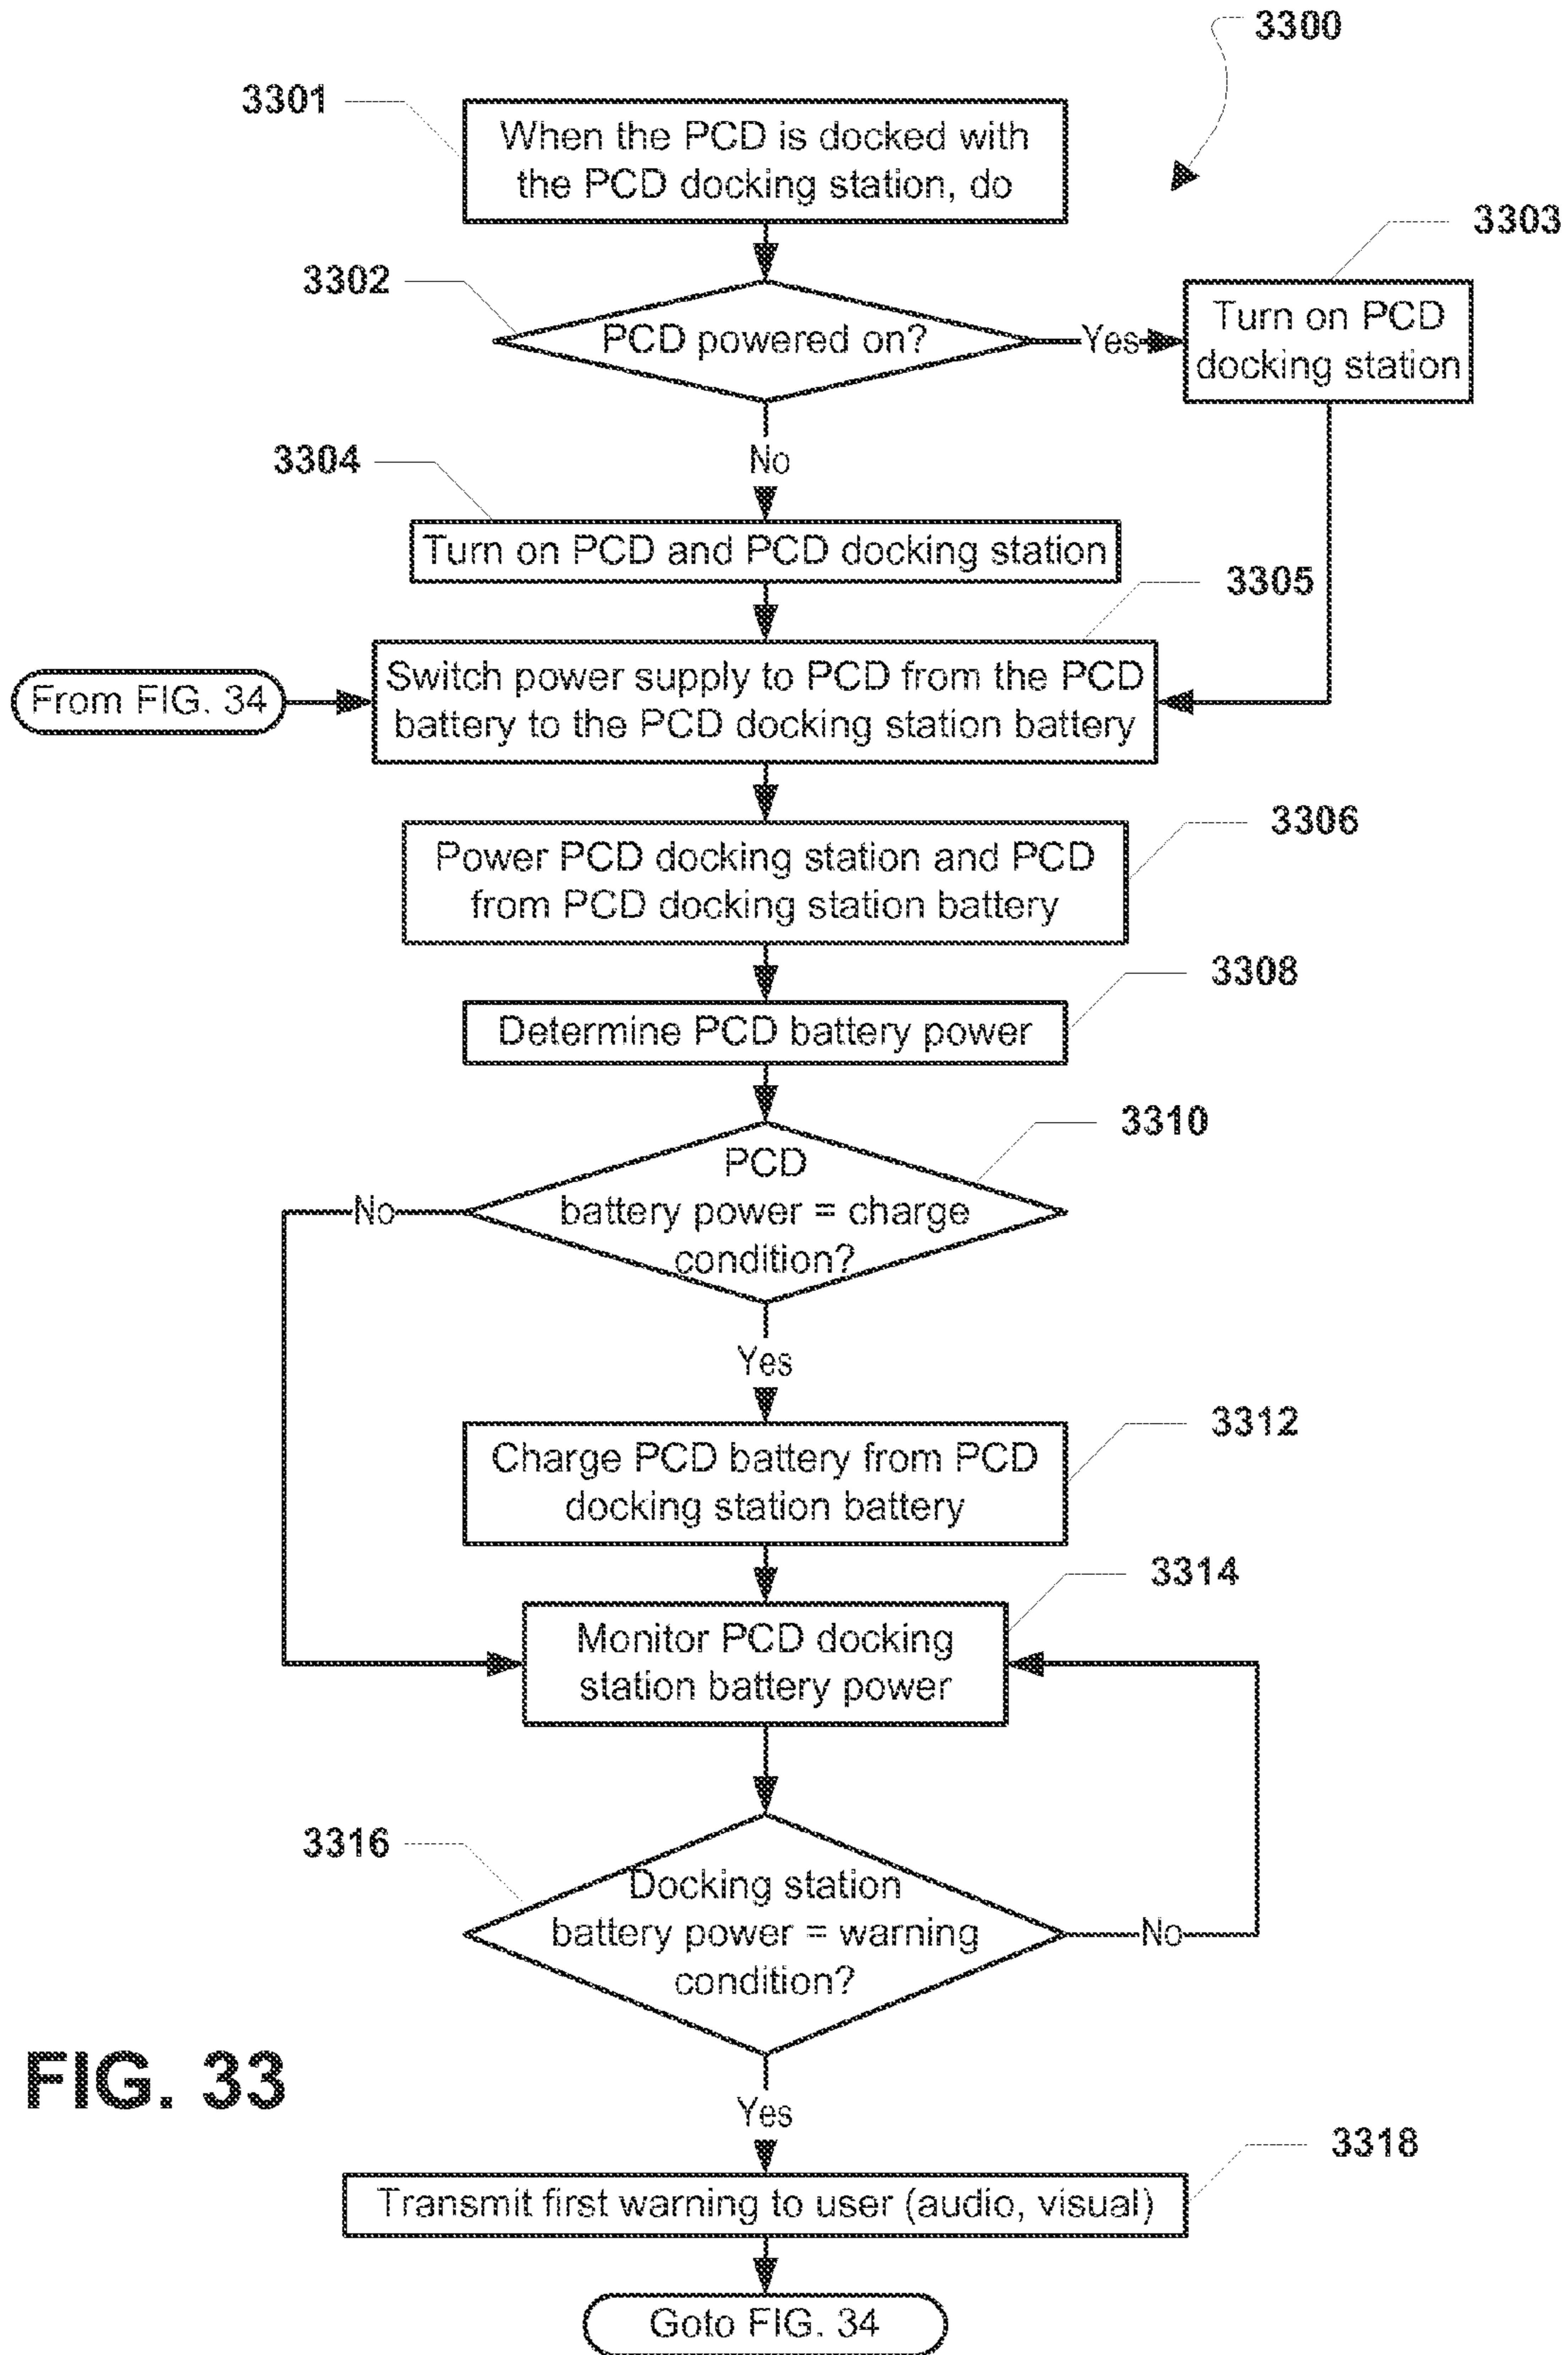 3300
3301
When the PCD is docked with
the PCD docking station, do
3303
3302
PCD powered on?
Yes
Turn on PCD
docking station
No
3304
Turn on PCD and PCD docking station
3305
From FIG. 34
Switch power supply to PCD from the PCD
battery to the PCD docking station battery
3306
Power PCD docking station and PCD
from PCD docking station battery
3308
Determine PCD battery power
3310
PCD
battery power = charge
condition?
No
Yes
3312
Charge PCD battery from PCD
docking station battery
3314
Monitor PCD docking
station battery power
3316
Docking station
battery power = warning
condition?
No
FIG. 33
Yes
3318
Transmit first warning to user (audio, visual)
Goto FIG. 34